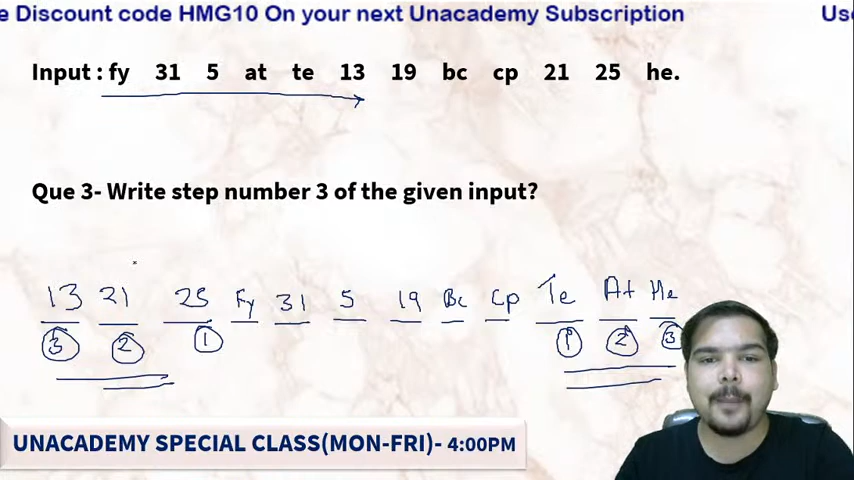 e Discount code HMG10 On your next Unacademy Subscription Us
Input : fy 31 5 at te 13 19 bc cp 21 25 he.
Que 3- Write step number 3 of the given input?
13 21 25 Fy 31 5 19 Bc Cp Te At He
3 2 1 1 2 3
UNACADEMY SPECIAL CLASS(MON-FRI)- 4:00PM